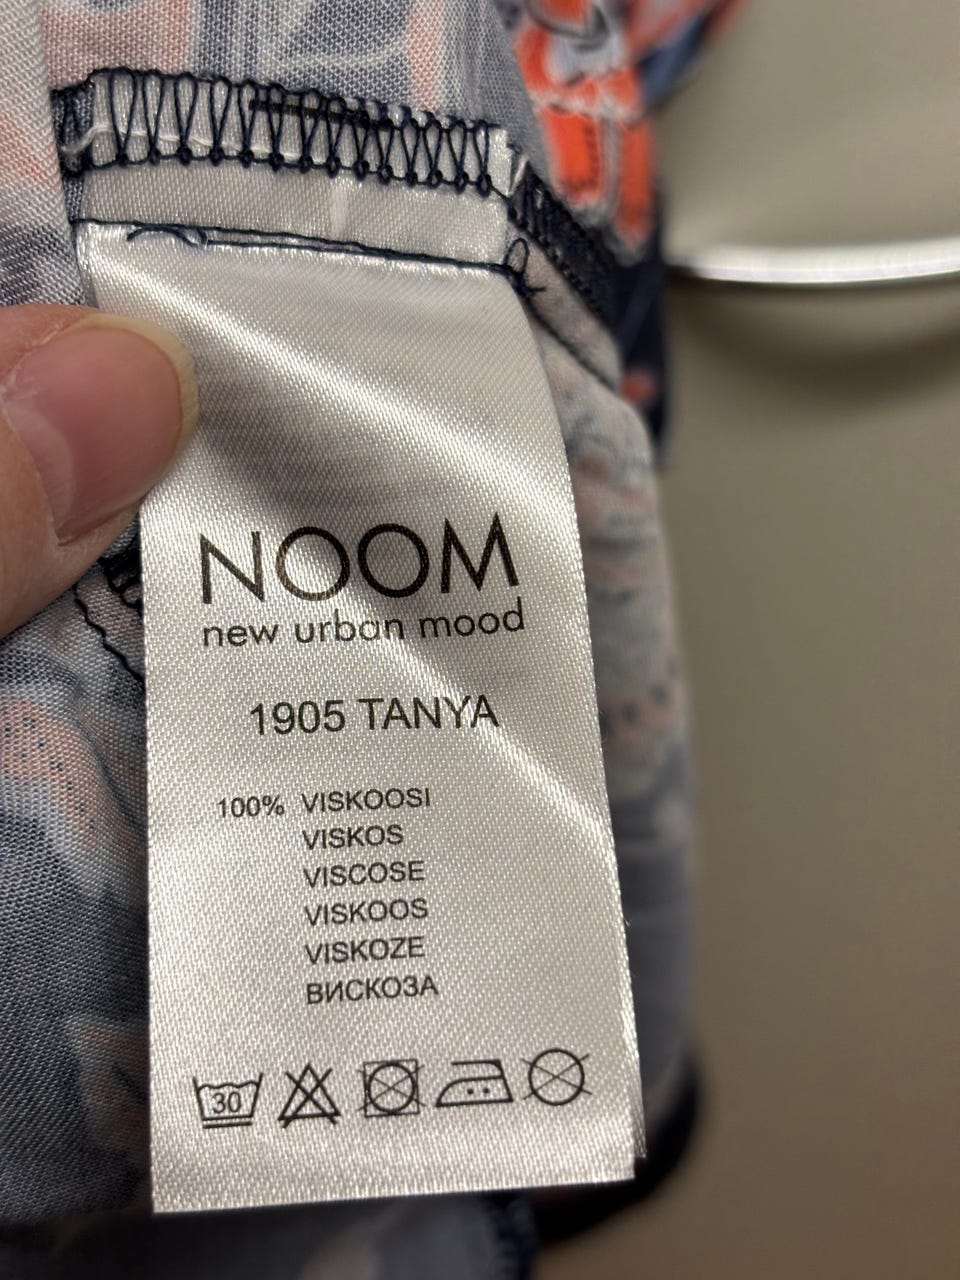 NOOM
new urban mood
1905 TANYA
100% VISKOOSI
VISKOS
VISCOSE
VISKOOS
VISKOZE
ВИСКОЗА
30